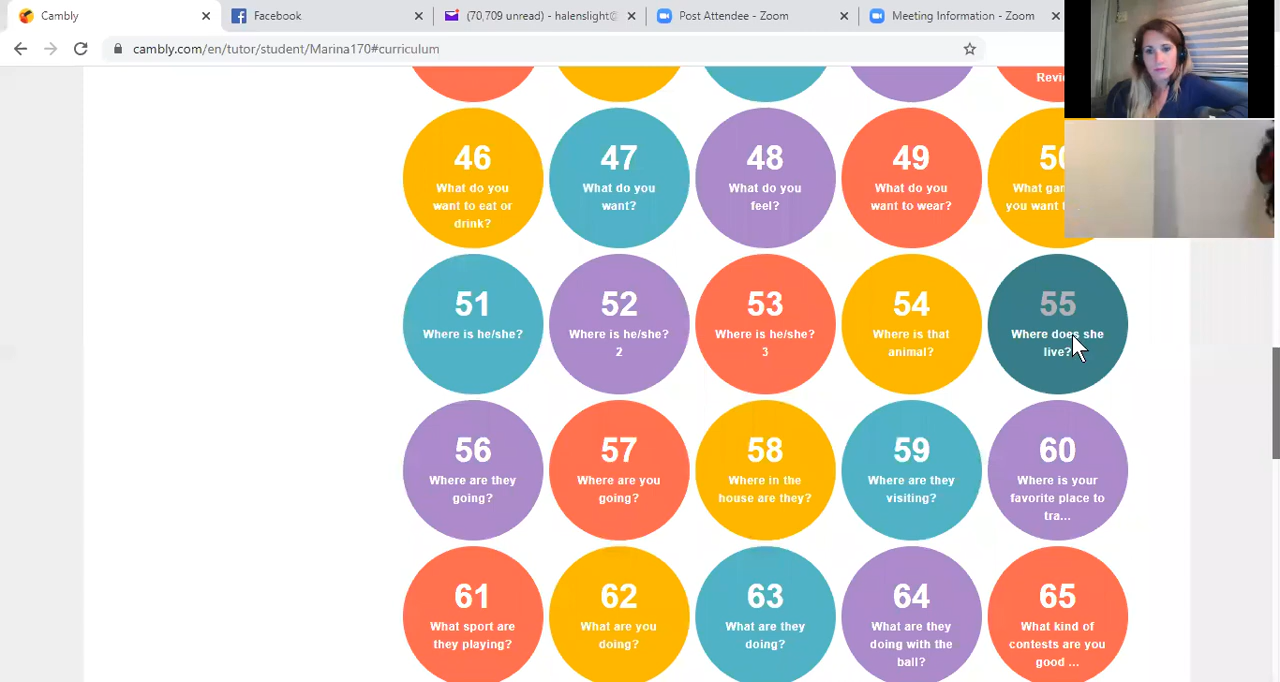 Cambly
Facebook
(70,709 unread) - halenslight@
Post Attendee - Zoom
Meeting Information - Zoom
cambly.com/en/tutor/student/Marina170#curriculum
46
What do you
want to eat or
drink?
47
What do you
want?
48
What do you
feel?
49
What do you
want to wear?
What
you want
51
Where is he/she?
52
Where is he/she?
2
53
Where is he/she?
3
54
Where is that
animal?
55
Where does she
live?
56
Where are they
going?
57
Where are you
going?
58
Where in the
house are they?
59
Where are they
visiting?
60
Where is your
favorite place to
tra...
61
What sport are
they playing?
62
What are you
doing?
63
What are they
doing?
64
What are they
doing with the
ball?
65
What kind of
contests are you
good ...